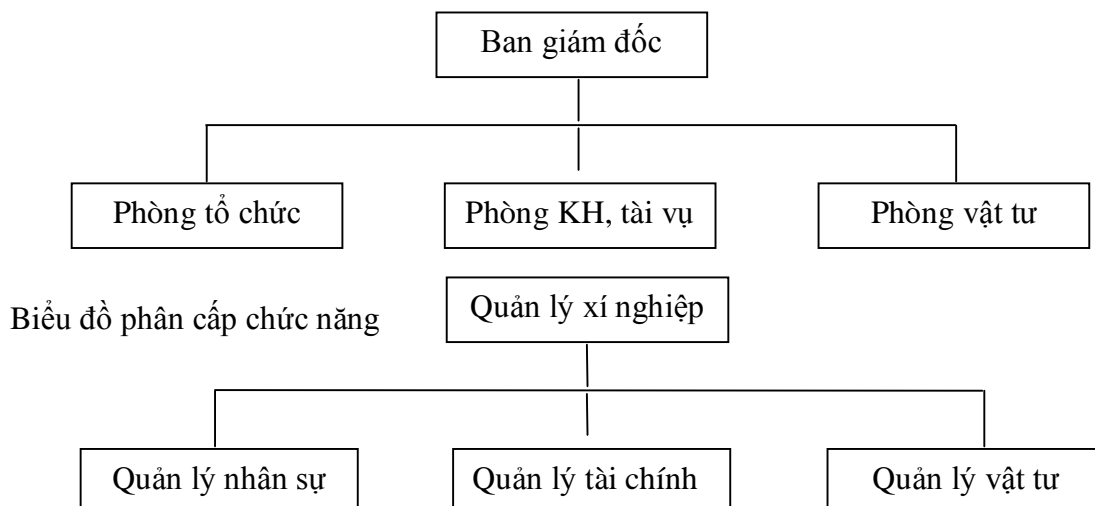 Ban giám đốc
Phòng tổ chức
Phòng KH, tài vụ
Phòng vật tư
Quản lý xí nghiệp
Biểu đồ phân cấp chức năng
Quản lý nhân sự
Quản lý tài chính
Quản lý vật tư